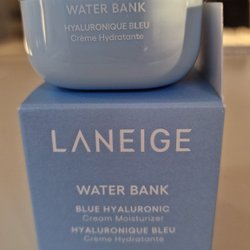 WATER BANK
HYALURONIQUE BLEU
Crème Hydratante
LANEIGE
WATER BANK
BLUE HYALURONIC
Cream Moisturizer
HYALURONIQUE BLEU
Crème Hydratante